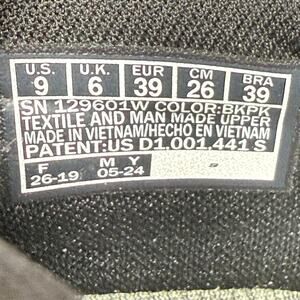 U.S. U.K. EUR CM BRA
9 6 39 26 39
SN 129601W COLOR:BKPK
TEXTILE AND MAN MADE UPPER
MADE IN VIETNAM/HECHO EN VIETNAM
PATENT:US D1,001,441 S
F M Y
26-19 05-24